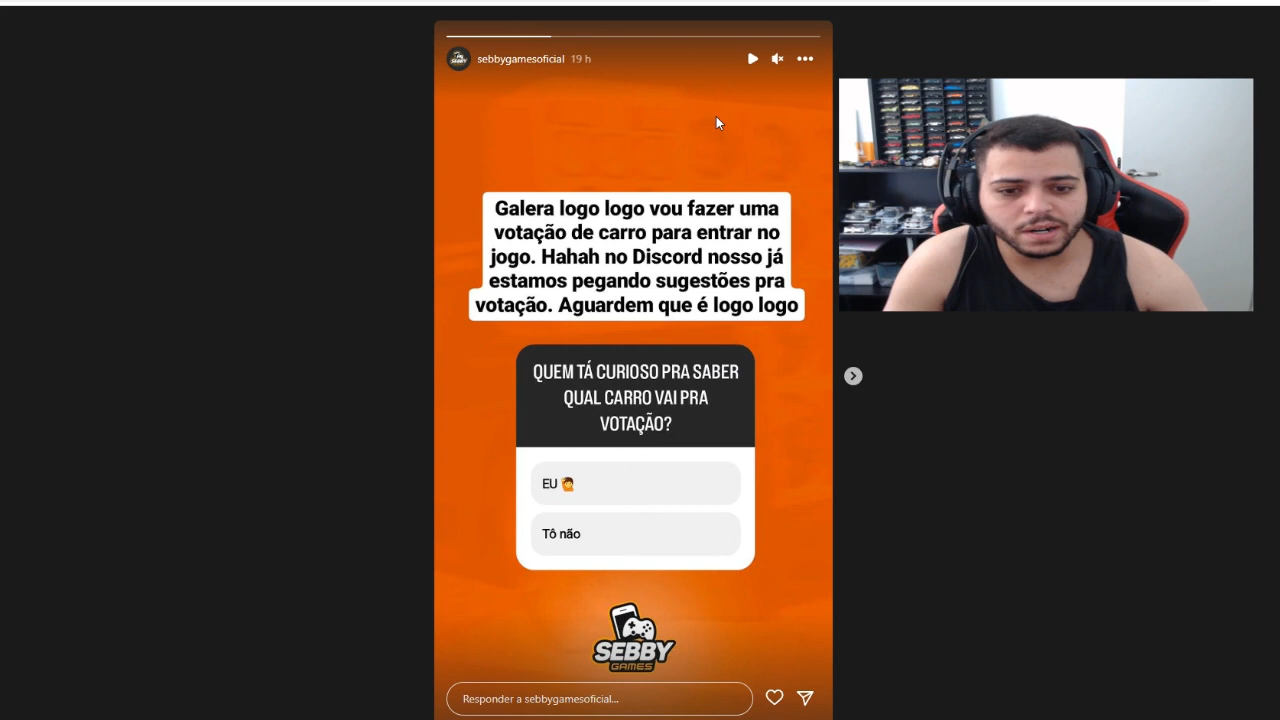 sebbygamesoficial 19 h
Galera logo logo vou fazer uma
votação de carro para entrar no
jogo. Hahah no Discord nosso já
estamos pegando sugestões pra
votação. Aguardem que é logo logo
QUEM TÁ CURIOSO PRA SABER
QUAL CARRO VAI PRA
VOTAÇÃO?
EU 🙋
Tô não
SEBBY
GAMES
Responder a sebbygamesoficial...